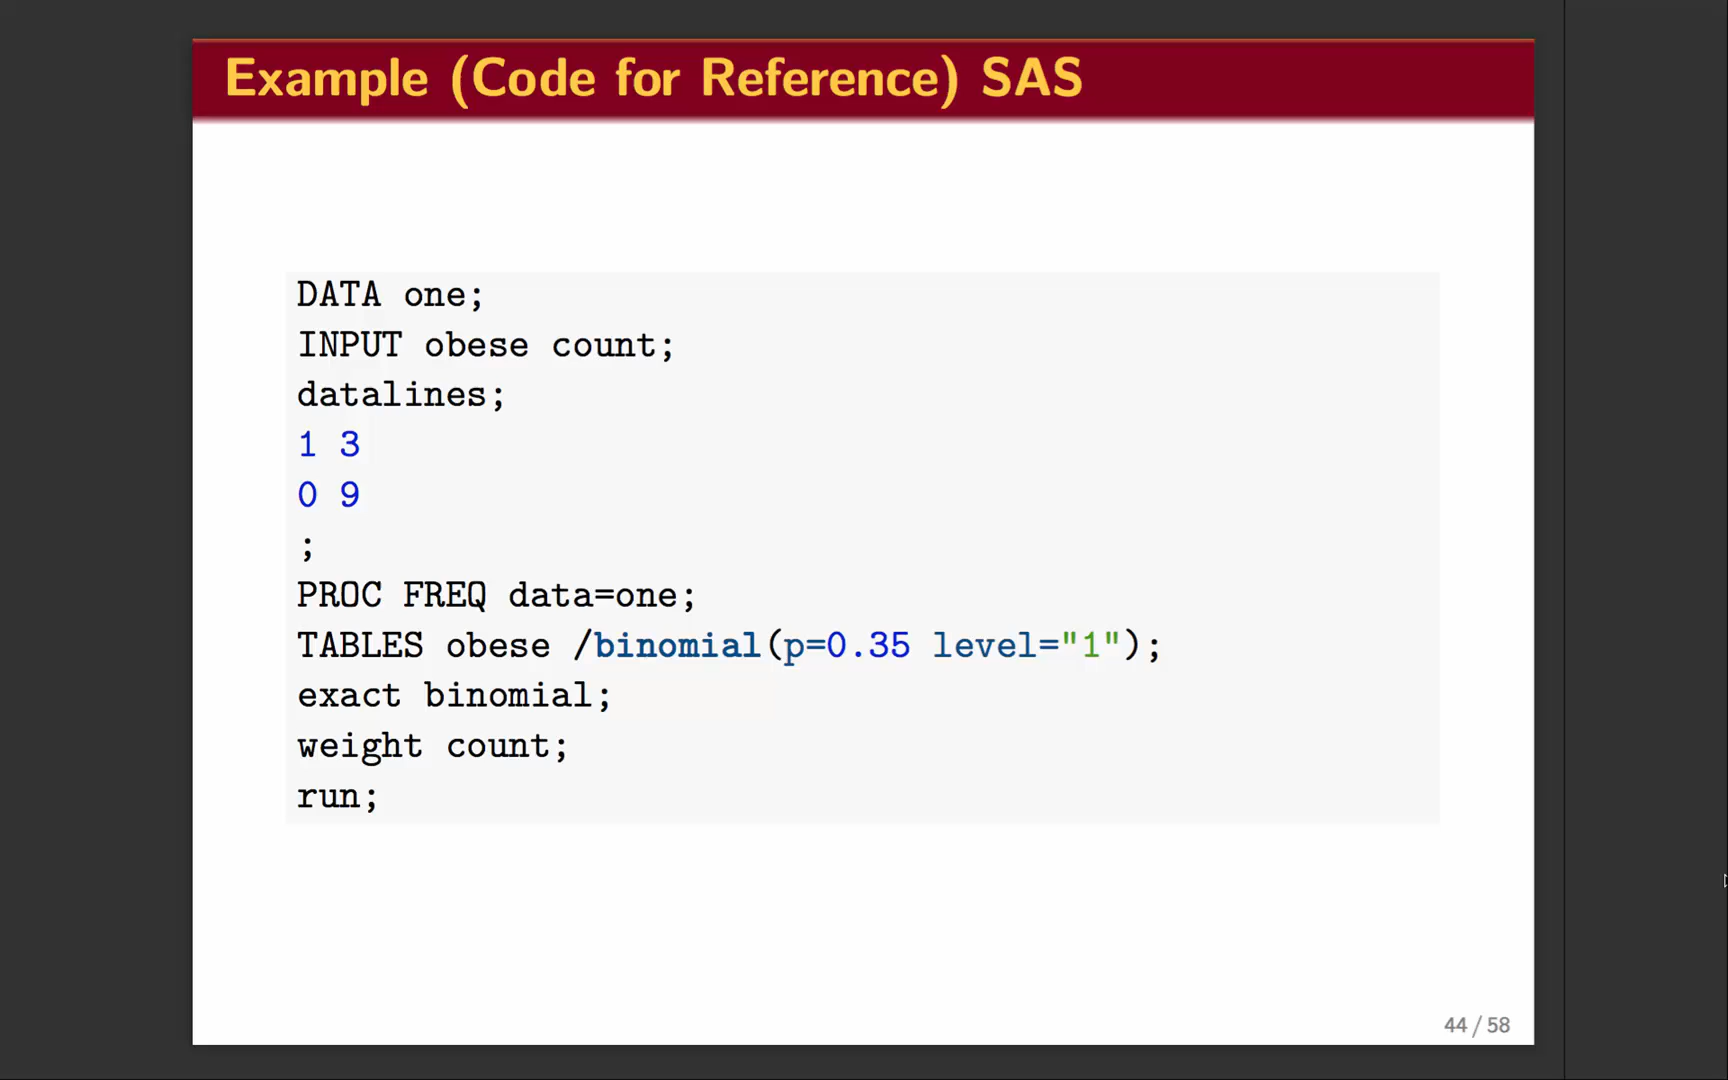 Example (Code for Reference) SAS
DATA one;
INPUT obese count;
datalines;
1 3
0 9
;
PROC FREQ data=one;
TABLES obese /binomial(p=0.35 level="1");
exact binomial;
weight count;
run;
44 / 58